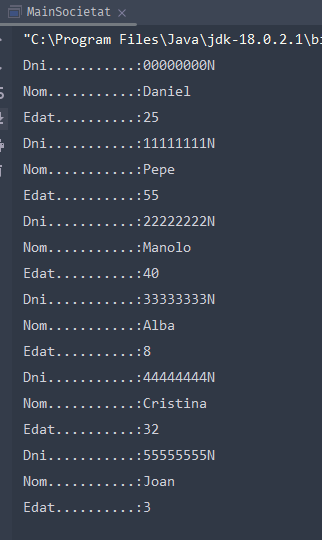 MainSocietat
"C:\Program Files\Java\jdk-18.0.2.1\bi
Dni...........:00000000N
Nom...........:Daniel
Edat..........:25
Dni...........:11111111N
Nom...........:Pepe
Edat..........:55
Dni...........:22222222N
Nom...........:Manolo
Edat..........:40
Dni...........:33333333N
Nom...........:Alba
Edat..........:8
Dni...........:44444444N
Nom...........:Cristina
Edat..........:32
Dni...........:55555555N
Nom...........:Joan
Edat..........:3